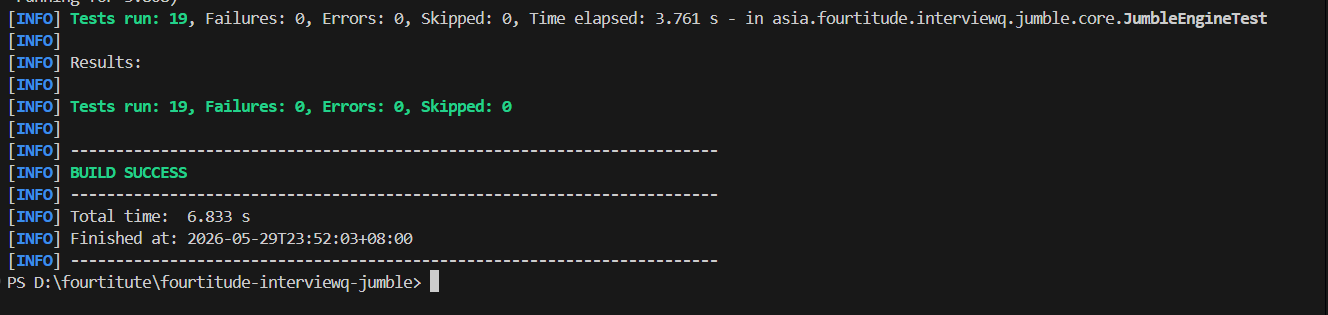 [INFO] Tests run: 19, Failures: 0, Errors: 0, Skipped: 0, Time elapsed: 3.761 s - in asia.fourtitude.interviewq.jumble.core.JumbleEngineTest
[INFO]
[INFO] Results:
[INFO]
[INFO] Tests run: 19, Failures: 0, Errors: 0, Skipped: 0
[INFO]
[INFO] ------------------------------------------------------------------------
[INFO] BUILD SUCCESS
[INFO] ------------------------------------------------------------------------
[INFO] Total time:  6.833 s
[INFO] Finished at: 2026-05-29T23:52:03+08:00
[INFO] ------------------------------------------------------------------------
PS D:\fourtitute\fourtitude-interviewq-jumble>